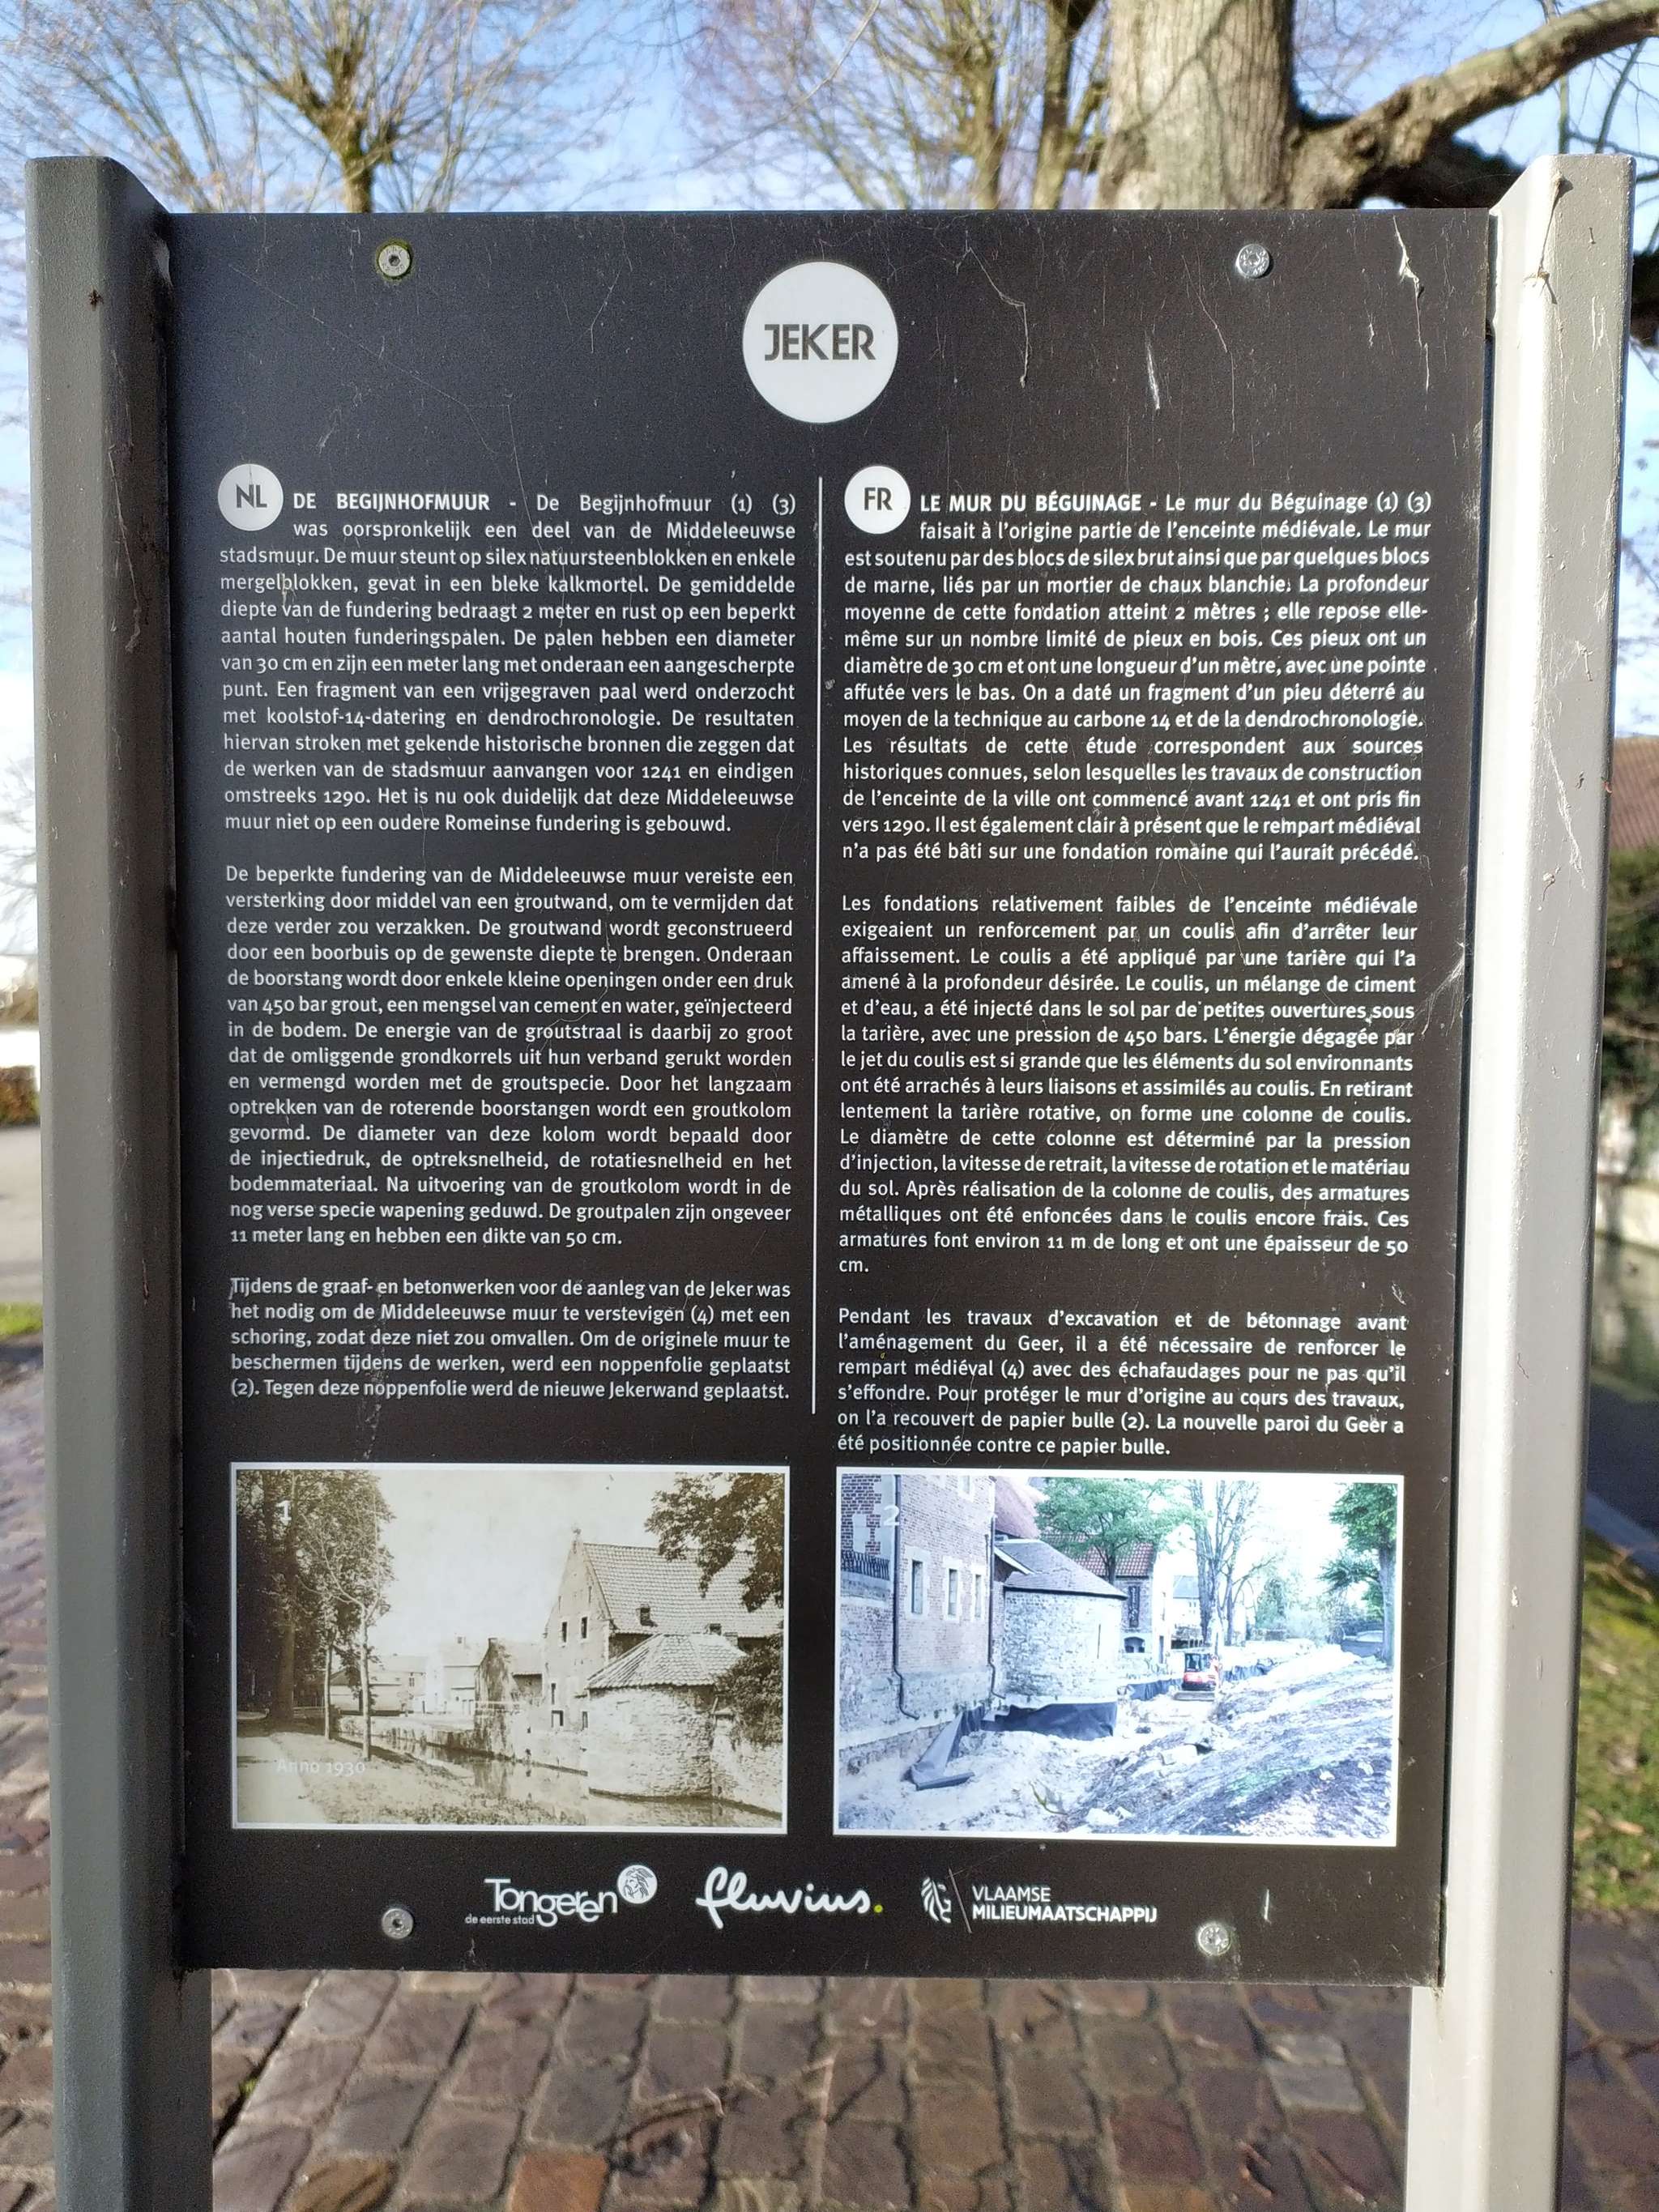 JEKER
NL
DE BEGIJNHOFMUUR - De Begijnhofmuur (1) (3)
was oorspronkelijk een deel van de Middeleeuwse
stadsmuur. De muur steunt op silex natuursteenblokken en enkele
mergelblokken, gevat in een bleke kalkmortel. De gemiddelde
diepte van de fundering bedraagt 2 meter en rust op een beperkt
aantal houten funderingspalen. De palen hebben een diameter
van 30 cm en zijn een meter lang met onderaan een aangescherpte
punt. Een fragment van een vrijgegraven paal werd onderzocht
met koolstof-14-datering en dendrochronologie. De resultaten
hiervan stroken met gekende historische bronnen die zeggen dat
de werken van de stadsmuur aanvangen voor 1241 en eindigen
omstreeks 1290. Het is nu ook duidelijk dat deze Middeleeuwse
muur niet op een oudere Romeinse fundering is gebouwd.
De beperkte fundering van de Middeleeuwse muur vereiste een
versterking door middel van een groutwand, om te vermijden dat
deze verder zou verzakken. De groutwand wordt geconstrueerd
door een boorbuis op de gewenste diepte te brengen. Onderaan
de boorstang wordt door enkele kleine openingen onder een druk
van 450 bar grout, een mengsel van cement en water, geïnjecteerd
in de bodem. De energie van de groutstraal is daarbij zo groot
dat de omliggende grondkorrels uit hun verband gerukt worden
en vermengd worden met de groutspecie. Door het langzaam
optrekken van de roterende boorstangen wordt een groutkolom
gevormd. De diameter van deze kolom wordt bepaald door
de injectiedruk, de optreksnelheid, de rotatiesnelheid en het
bodemmateriaal. Na uitvoering van de groutkolom wordt in de
nog verse specie wapening geduwd. De groutpalen zijn ongeveer
11 meter lang en hebben een dikte van 50 cm.
Tijdens de graaf- en betonwerken voor de aanleg van de Jeker was
het nodig om de Middeleeuwse muur te verstevigen (4) met een
schoring, zodat deze niet zou omvallen. Om de originele muur te
beschermen tijdens de werken, werd een noppenfolie geplaatst
(2). Tegen deze noppenfolie werd de nieuwe Jekerwand geplaatst.
FR
LE MUR DU BÉGUINAGE - Le mur du Béguinage (1) (3)
faisait à l'origine partie de l'enceinte médiévale. Le mur
est soutenu par des blocs de silex brut ainsi que par quelques blocs
de marne, liés par un mortier de chaux blanchie. La profondeur
moyenne de cette fondation atteint 2 mètres ; elle repose elle-
même sur un nombre limité de pieux en bois. Ces pieux ont un
diamètre de 30 cm et ont une longueur d'un mètre, avec une pointe
affutée vers le bas. On a daté un fragment d'un pieu déterré au
moyen de la technique au carbone 14 et de la dendrochronologie.
Les résultats de cette étude correspondent aux sources
historiques connues, selon lesquelles les travaux de construction
de l'enceinte de la ville ont commencé avant 1241 et ont pris fin
vers 1290. Il est également clair à présent que le rempart médiéval
n'a pas été bâti sur une fondation romaine qui l'aurait précédé.
Les fondations relativement faibles de l'enceinte médiévale
exigeaient un renforcement par un coulis afin d'arrêter leur
affaissement. Le coulis a été appliqué par une tarière qui l'a
amené à la profondeur désirée. Le coulis, un mélange de ciment
et d'eau, a été injecté dans le sol par de petites ouvertures sous
la tarière, avec une pression de 450 bars. L'énergie dégagée par
le jet du coulis est si grande que les éléments du sol environnants
ont été arrachés à leurs liaisons et assimilés au coulis. En retirant
lentement la tarière rotative, on forme une colonne de coulis.
Le diamètre de cette colonne est déterminé par la pression
d'injection, la vitesse de retrait, la vitesse de rotation et le matériau
du sol. Après réalisation de la colonne de coulis, des armatures
métalliques ont été enfoncées dans le coulis encore frais. Ces
armatures font environ 11 m de long et ont une épaisseur de 50
cm.
Pendant les travaux d'excavation et de bétonnage avant
l'aménagement du Geer, il a été nécessaire de renforcer le
rempart médiéval (4) avec des échafaudages pour ne pas qu'il
s'effondre. Pour protéger le mur d'origine au cours des travaux,
on l'a recouvert de papier bulle (2). La nouvelle paroi du Geer a
été positionnée contre ce papier bulle.
1
Anno 1930
2
Tongeren
de eerste stad
fluvius.
VLAAMSE
MILIEUMAATSCHAPPIJ